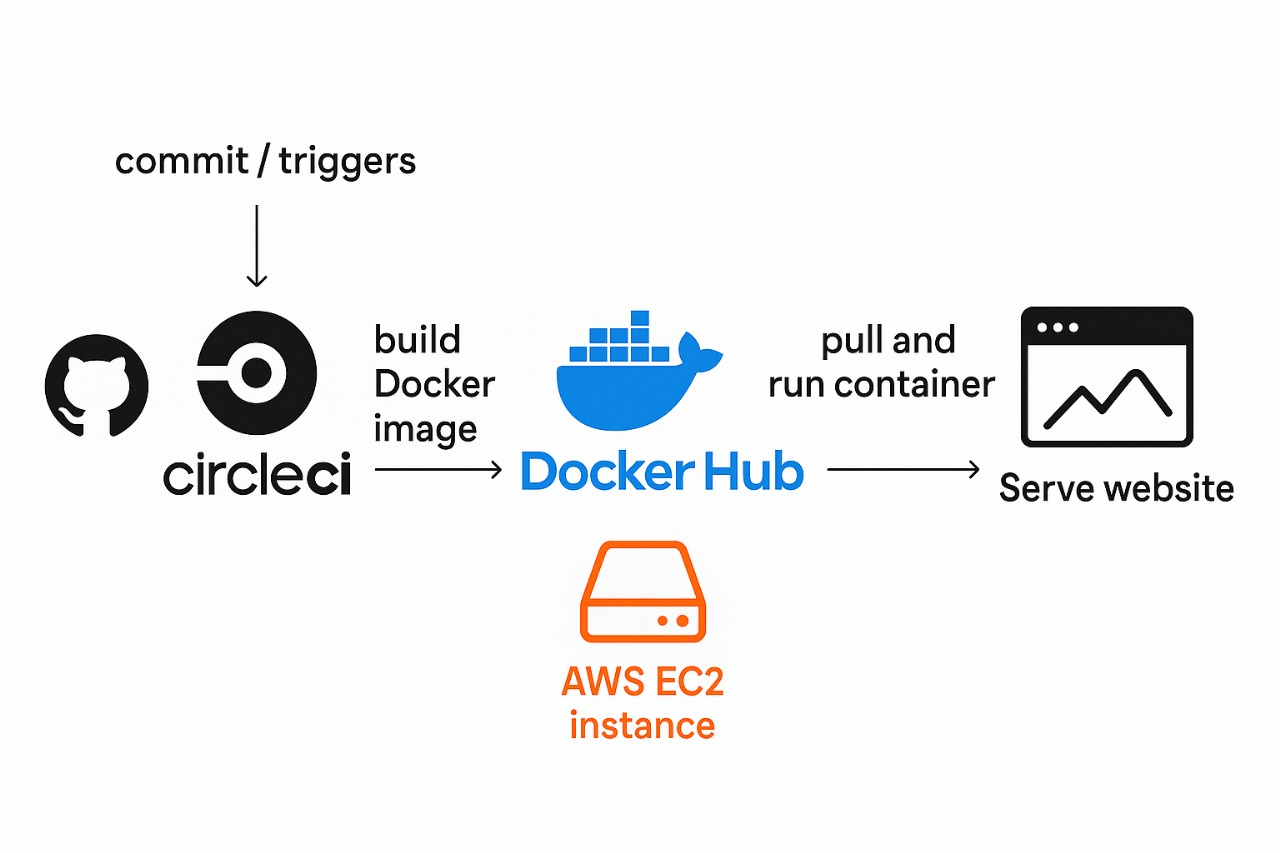 commit / triggers
build
Docker
image
circleci
Docker Hub
pull and
run container
Serve website
AWS EC2
instance